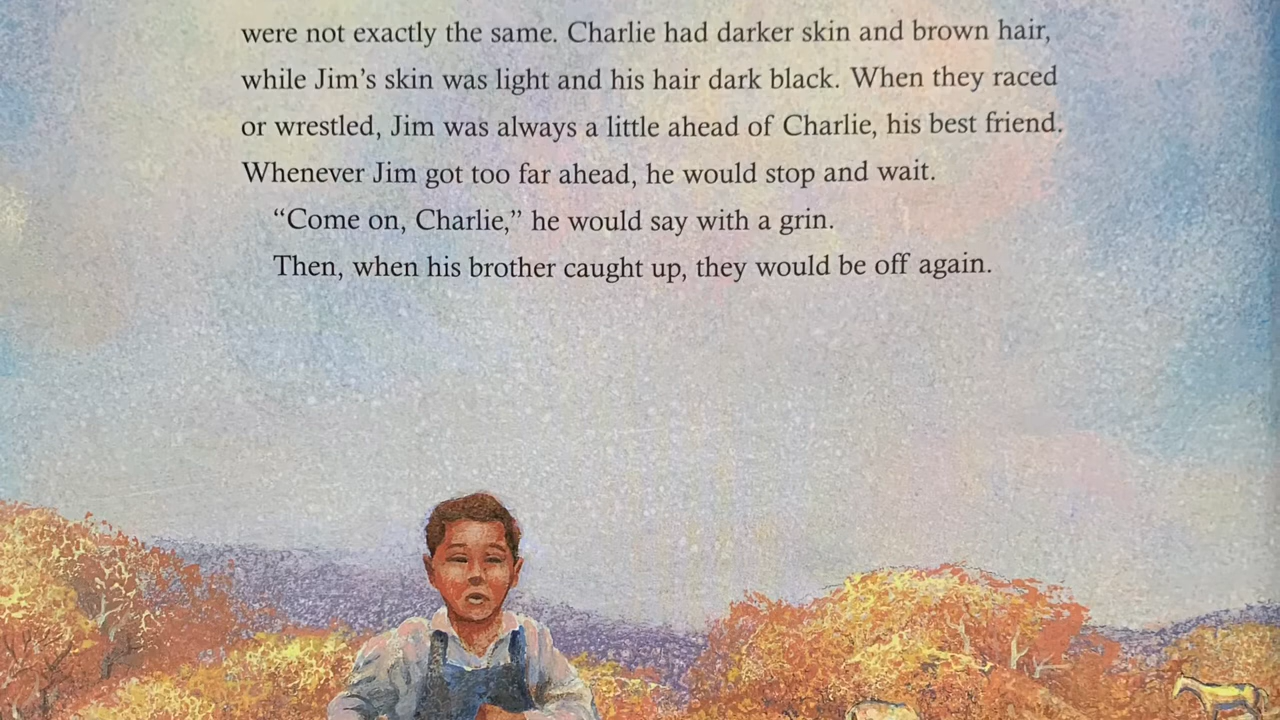 were not exactly the same. Charlie had darker skin and brown hair,
while Jim’s skin was light and his hair dark black. When they raced
or wrestled, Jim was always a little ahead of Charlie, his best friend.
Whenever Jim got too far ahead, he would stop and wait.
“Come on, Charlie,” he would say with a grin.
Then, when his brother caught up, they would be off again.